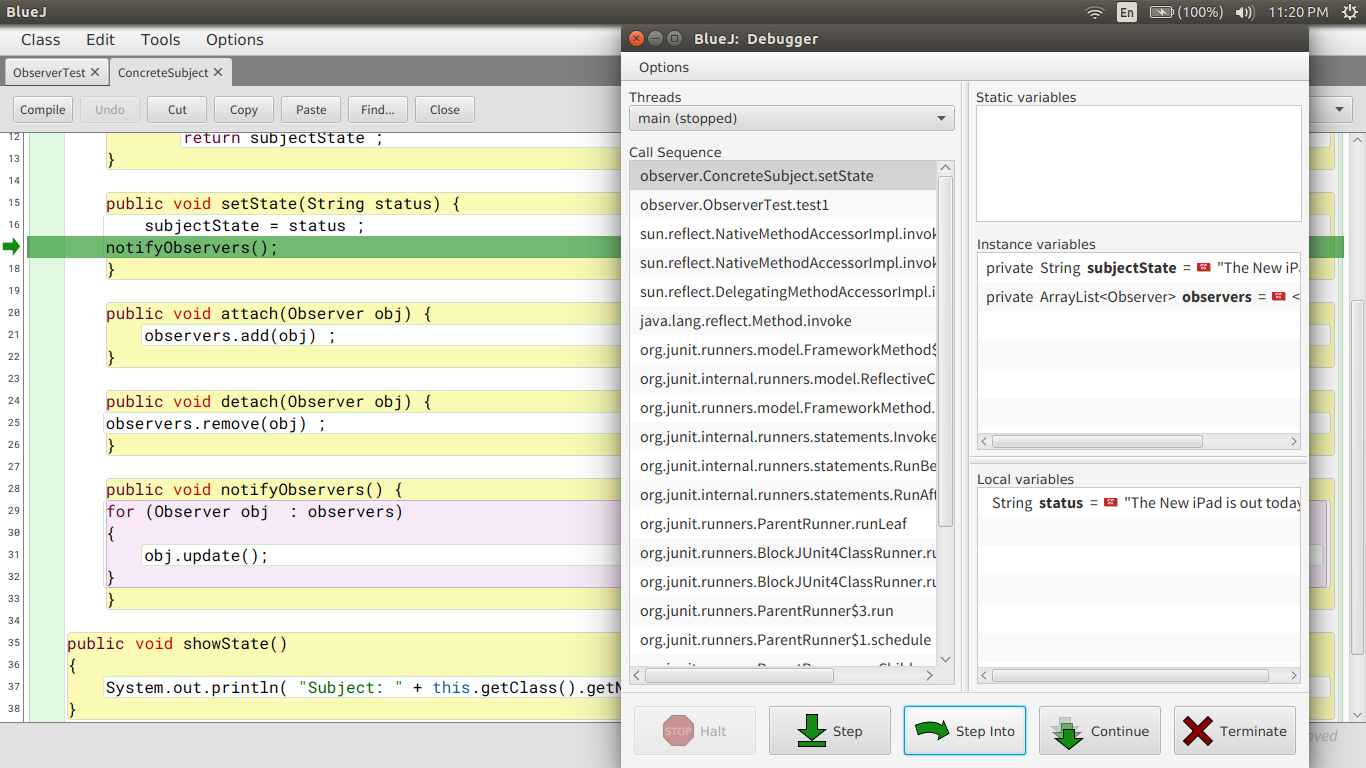 BlueJ
En (100%) 11:20 PM
Class Edit Tools Options
ObserverTest ✕ ConcreteSubject ✕
Compile Undo Cut Copy Paste Find... Close
12 return subjectState ;
13 }
14
15 public void setState(String status) {
16 subjectState = status ;
notifyObservers();
18 }
19
20 public void attach(Observer obj) {
21 observers.add(obj) ;
22 }
23
24 public void detach(Observer obj) {
25 observers.remove(obj) ;
26 }
27
28 public void notifyObservers() {
29 for (Observer obj  : observers)
30 {
31 obj.update();
32 }
33 }
34
35 public void showState()
36 {
37 System.out.println( "Subject: " + this.getClass().get
38 }
BlueJ: Debugger
Options
Threads
main (stopped)
Call Sequence
observer.ConcreteSubject.setState
observer.ObserverTest.test1
sun.reflect.NativeMethodAccessorImpl.invok
sun.reflect.NativeMethodAccessorImpl.invok
sun.reflect.DelegatingMethodAccessorImpl.i
java.lang.reflect.Method.invoke
org.junit.runners.model.FrameworkMethod$
org.junit.internal.runners.model.ReflectiveC
org.junit.runners.model.FrameworkMethod.
org.junit.internal.runners.statements.Invoke
org.junit.internal.runners.statements.RunBe
org.junit.internal.runners.statements.RunAf
org.junit.runners.ParentRunner.runLeaf
org.junit.runners.BlockJUnit4ClassRunner.ru
org.junit.runners.BlockJUnit4ClassRunner.ru
org.junit.runners.ParentRunner$3.run
org.junit.runners.ParentRunner$1.schedule
Static variables
Instance variables
private String subjectState = "The New iP
private ArrayList<Observer> observers = <
Local variables
String status = "The New iPad is out today
STOP Halt
Step
Step Into
Continue
Terminate